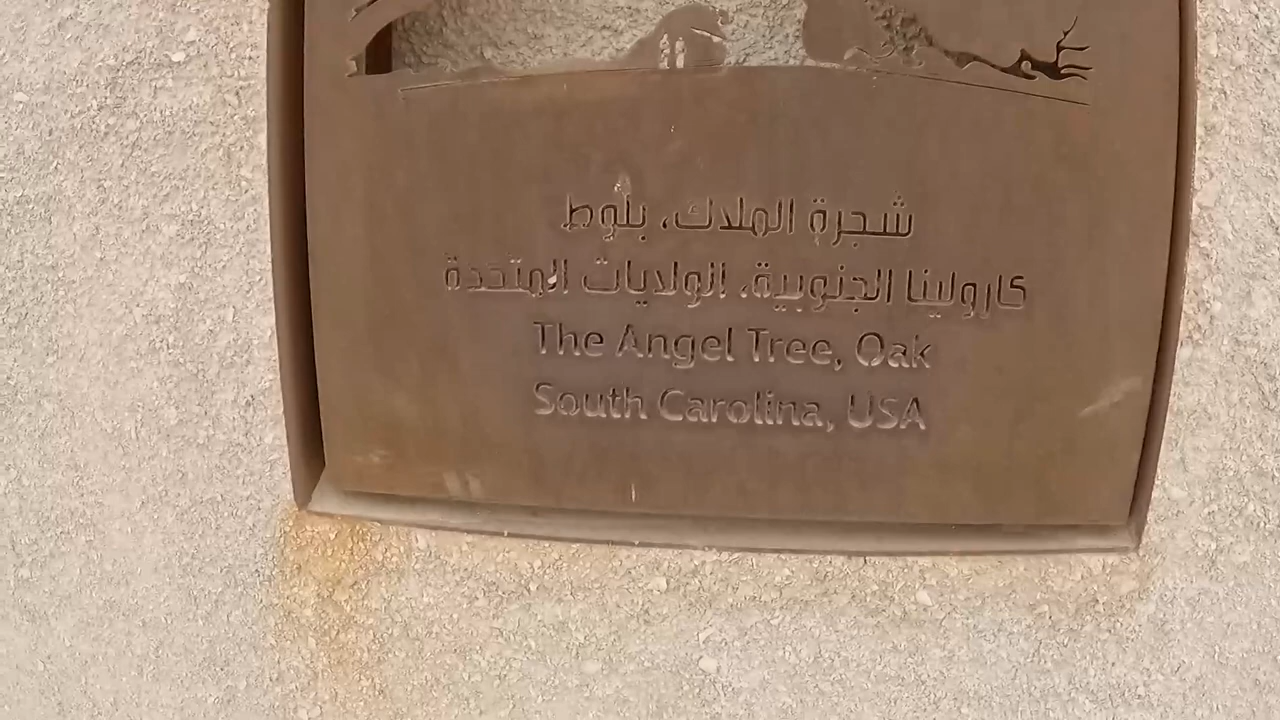 شجرة الملاك، بلوط
كارولينا الجنوبية، الولايات المتحدة
The Angel Tree, Oak
South Carolina, USA